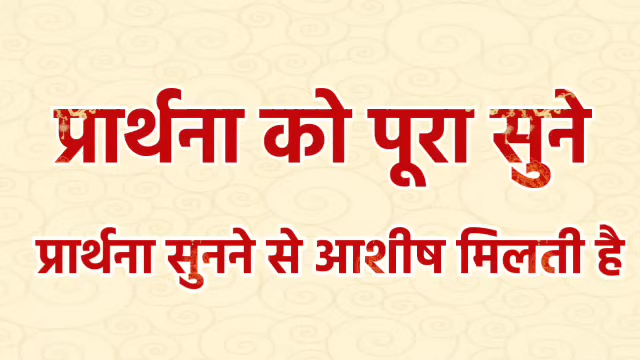 प्रार्थना को पूरा सुने
प्रार्थना सुनने से आशीष मिलती है